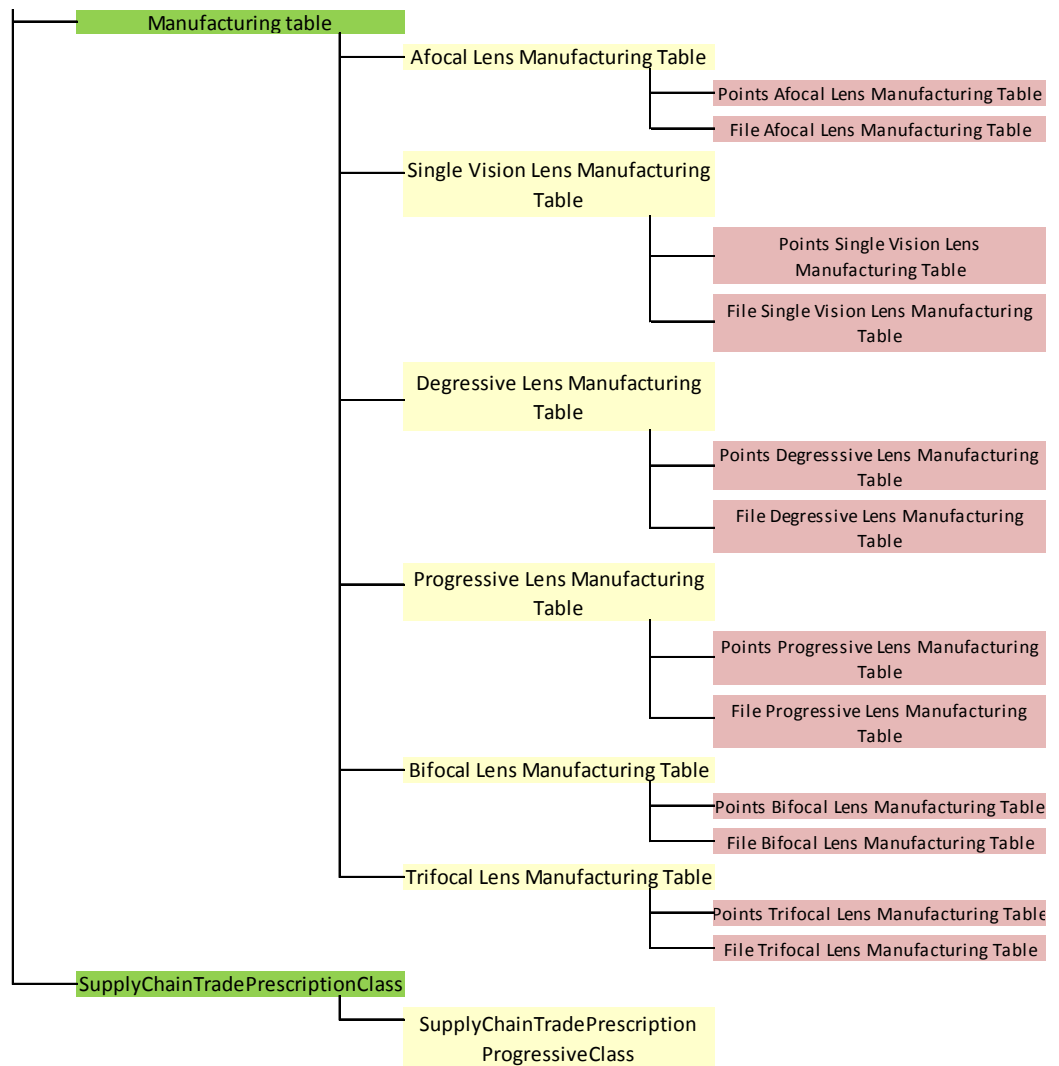 Manufacturing table
Afocal Lens Manufacturing Table
Points Afocal Lens Manufacturing Table
File Afocal Lens Manufacturing Table
Single Vision Lens Manufacturing
Table
Points Single Vision Lens
Manufacturing Table
File Single Vision Lens Manufacturing
Table
Degressive Lens Manufacturing
Table
Points Degresssive Lens Manufacturing
Table
File Degressive Lens Manufacturing
Table
Progressive Lens Manufacturing
Table
Points Progressive Lens Manufacturing
Table
File Progressive Lens Manufacturing
Table
Bifocal Lens Manufacturing Table
Points Bifocal Lens Manufacturing Table
File Bifocal Lens Manufacturing Table
Trifocal Lens Manufacturing Table
Points Trifocal Lens Manufacturing Table
File Trifocal Lens Manufacturing Table
SupplyChainTradePrescriptionClass
SupplyChainTradePrescription
ProgressiveClass